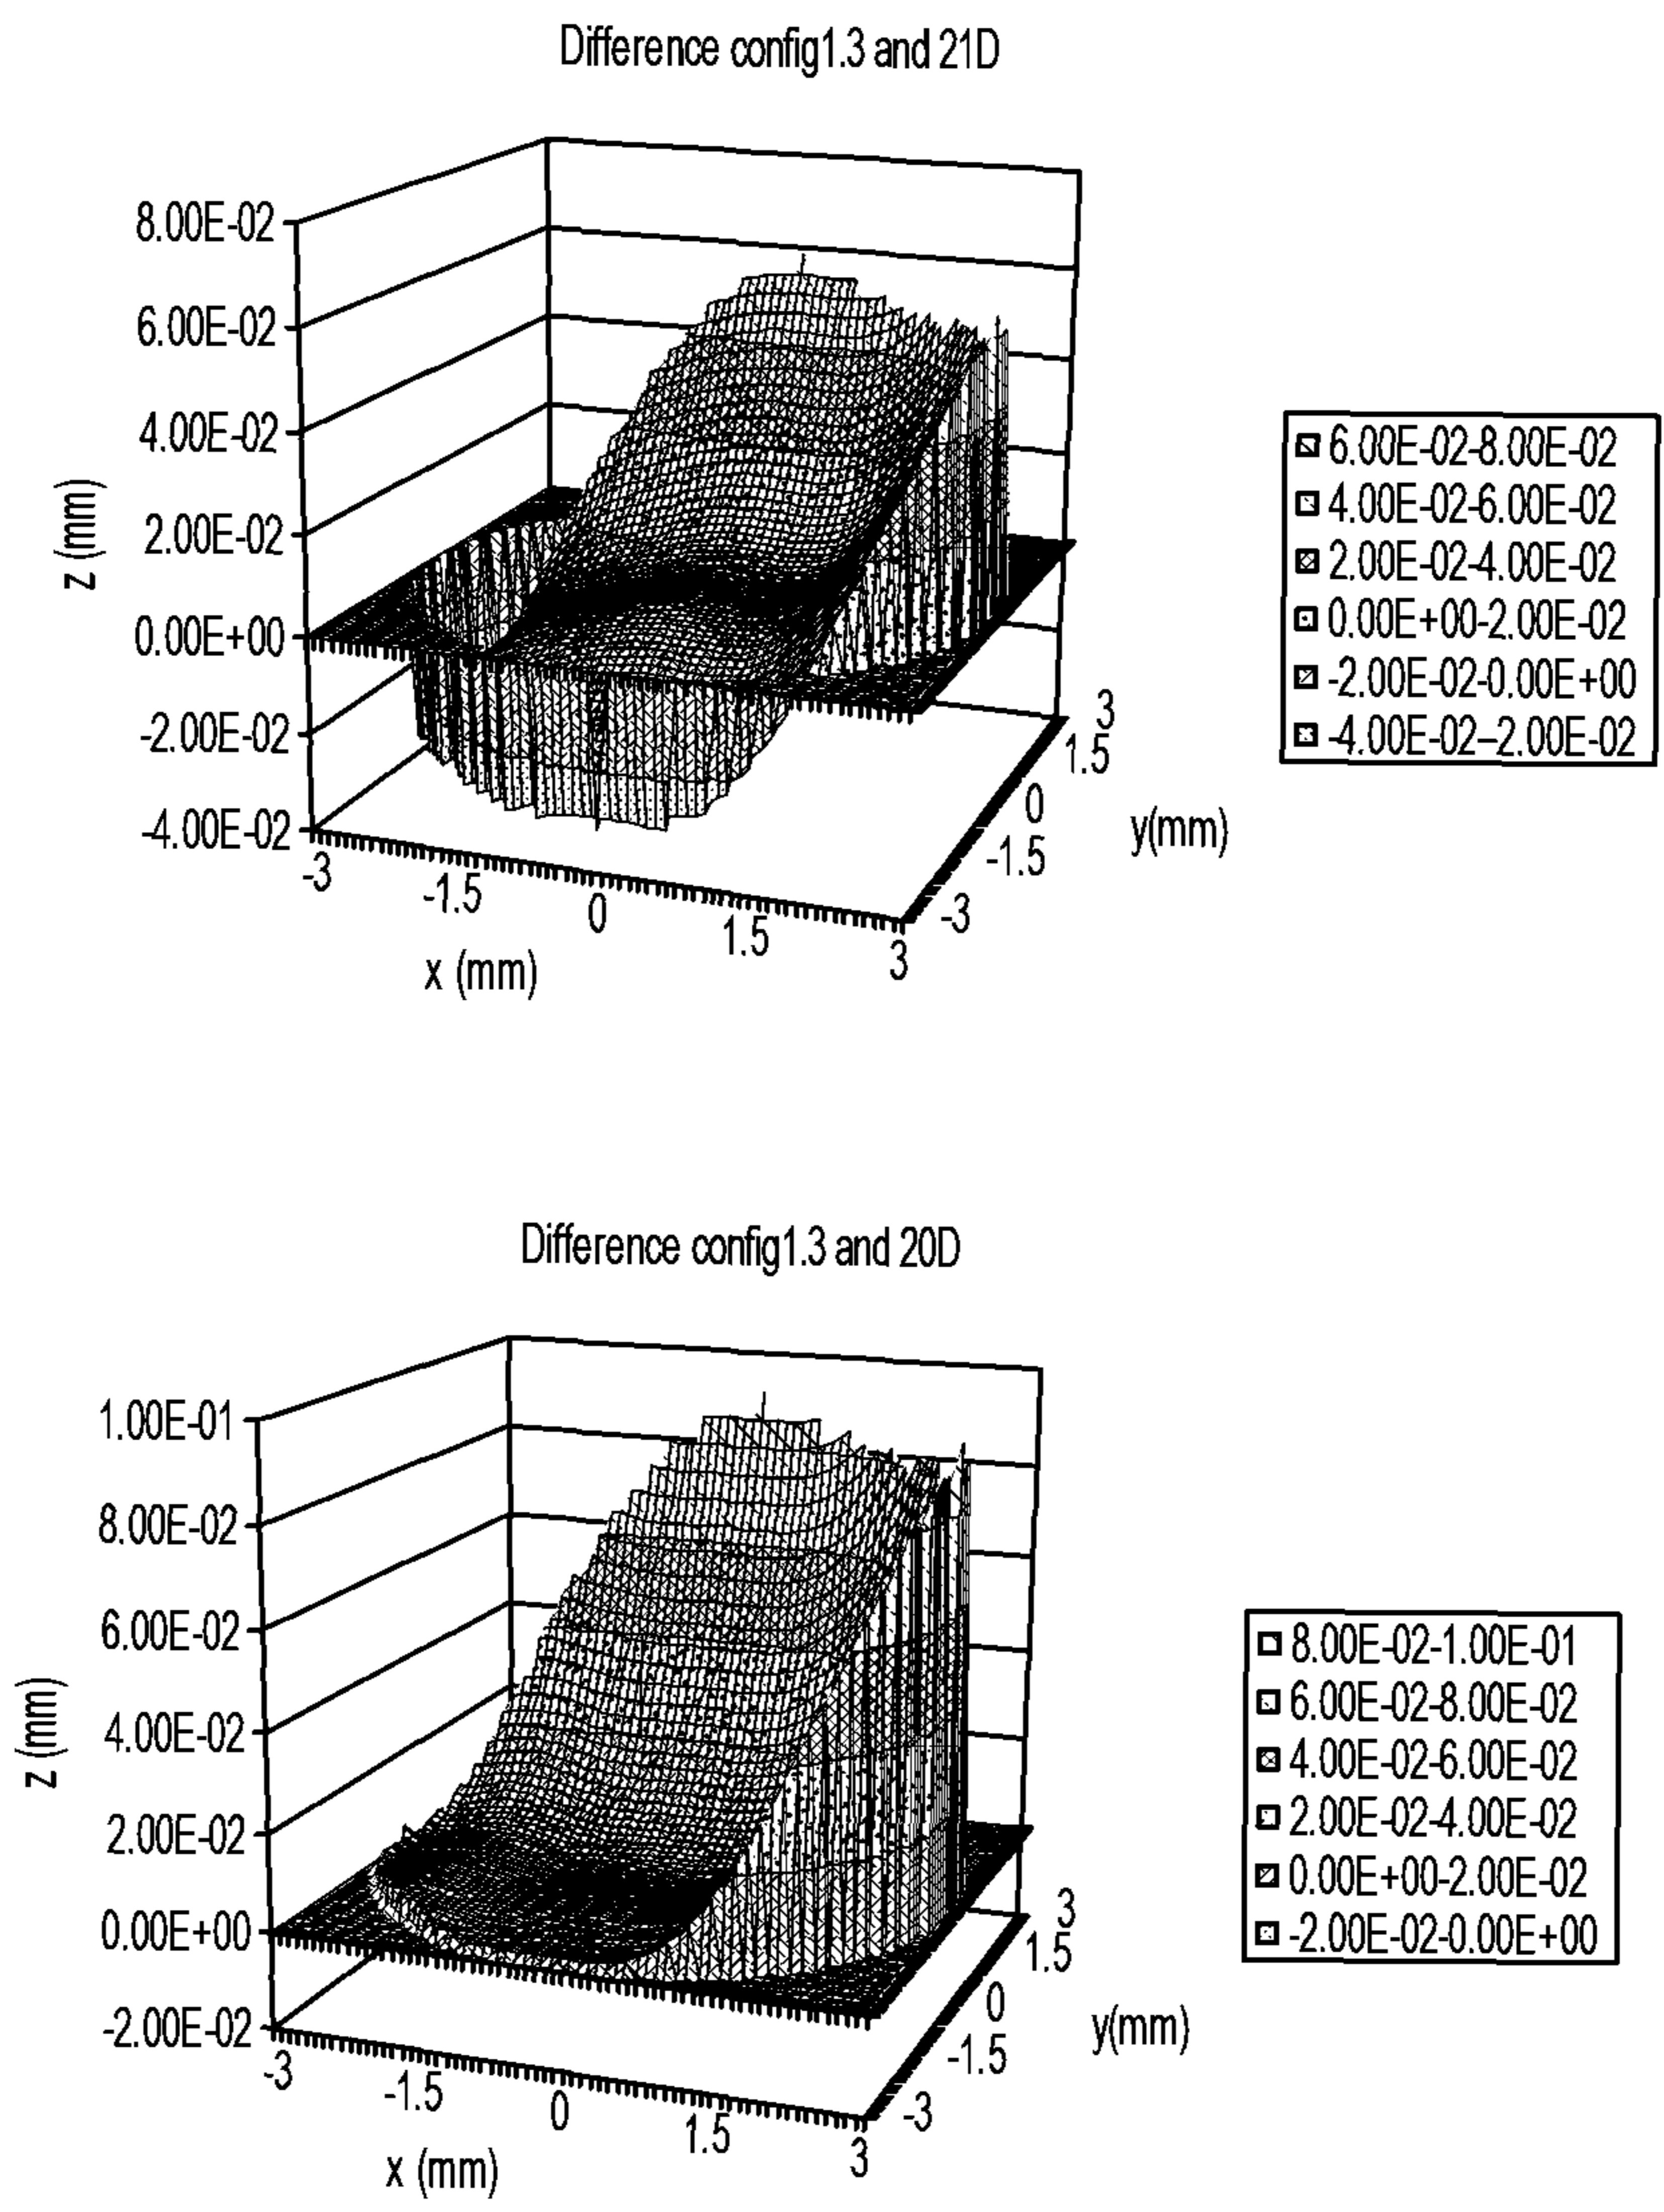 Difference config1.3 and 21D
8.00E-02
6.00E-02
4.00E-02
2.00E-02
0.00E+00
-2.00E-02
-4.00E-02
z (mm)
-3
-1.5
0
1.5
3
x (mm)
3
1.5
0
-1.5
-3
y(mm)
6.00E-02-8.00E-02
4.00E-02-6.00E-02
2.00E-02-4.00E-02
0.00E+00-2.00E-02
-2.00E-02-0.00E+00
-4.00E-02--2.00E-02
Difference config1.3 and 20D
1.00E-01
8.00E-02
6.00E-02
4.00E-02
2.00E-02
0.00E+00
-2.00E-02
z (mm)
-3
-1.5
0
1.5
3
x (mm)
3
1.5
0
-1.5
-3
y(mm)
8.00E-02-1.00E-01
6.00E-02-8.00E-02
4.00E-02-6.00E-02
2.00E-02-4.00E-02
0.00E+00-2.00E-02
-2.00E-02-0.00E+00